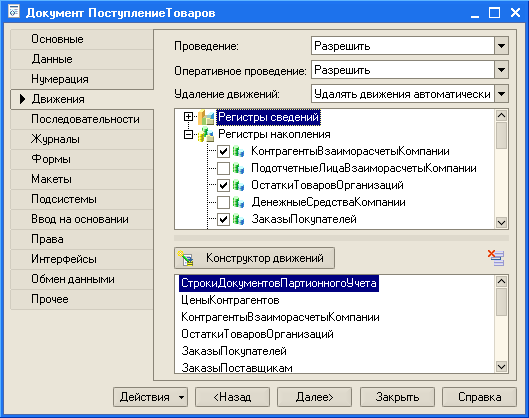 Документ ПоступлениеТоваров
Основные
Данные
Нумерация
Движения
Последовательности
Журналы
Формы
Макеты
Подсистемы
Ввод на основании
Права
Интерфейсы
Обмен данными
Прочее
Проведение: Разрешить
Оперативное проведение: Разрешить
Удаление движений: Удалять движения автоматически
Регистры сведений
Регистры накопления
КонтрагентыВзаиморасчетыКомпании
ПодотчетныеЛицаВзаиморасчетыКомпании
ОстаткиТоваровОрганизаций
ДенежныеСредстваКомпании
ЗаказыПокупателей
Конструктор движений
СтрокиДокументовПартионногоУчета
ЦеныКонтрагентов
КонтрагентыВзаиморасчетыКомпании
ОстаткиТоваровОрганизаций
ЗаказыПокупателей
ЗаказыПоставщикам
Действия <Назад Далее> Закрыть Справка